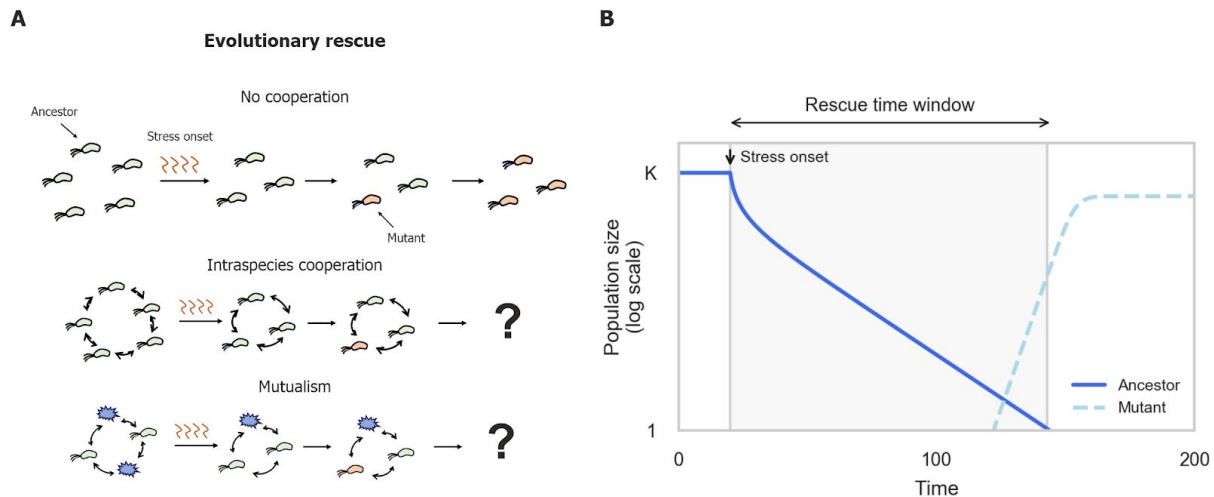 A
Evolutionary rescue
No cooperation
Ancestor
Stress onset
Mutant
Intraspecies cooperation
?
Mutualism
?
B
Rescue time window
Stress onset
K
Population size
(log scale)
1
Ancestor
Mutant
0
100
200
Time